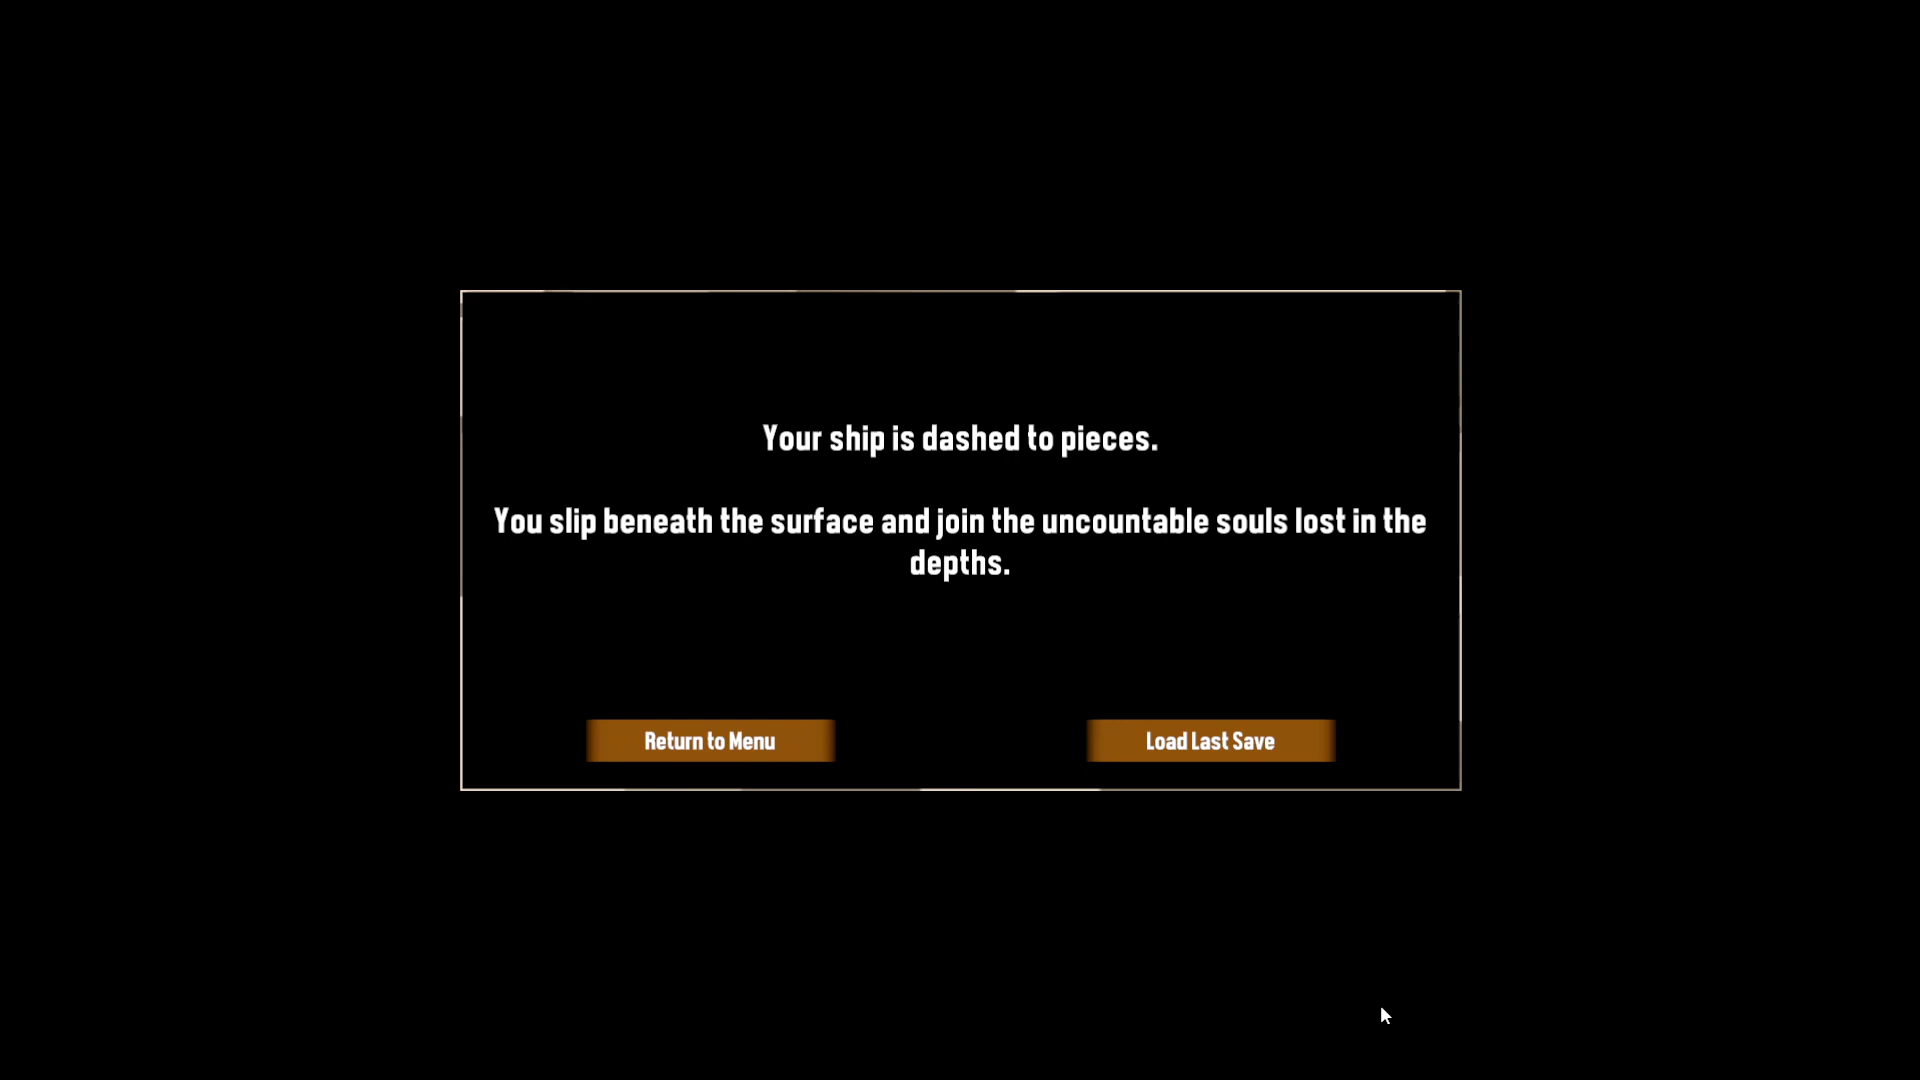 Your ship is dashed to pieces.
You slip beneath the surface and join the uncountable souls lost in the
depths.
Return to Menu
Load Last Save